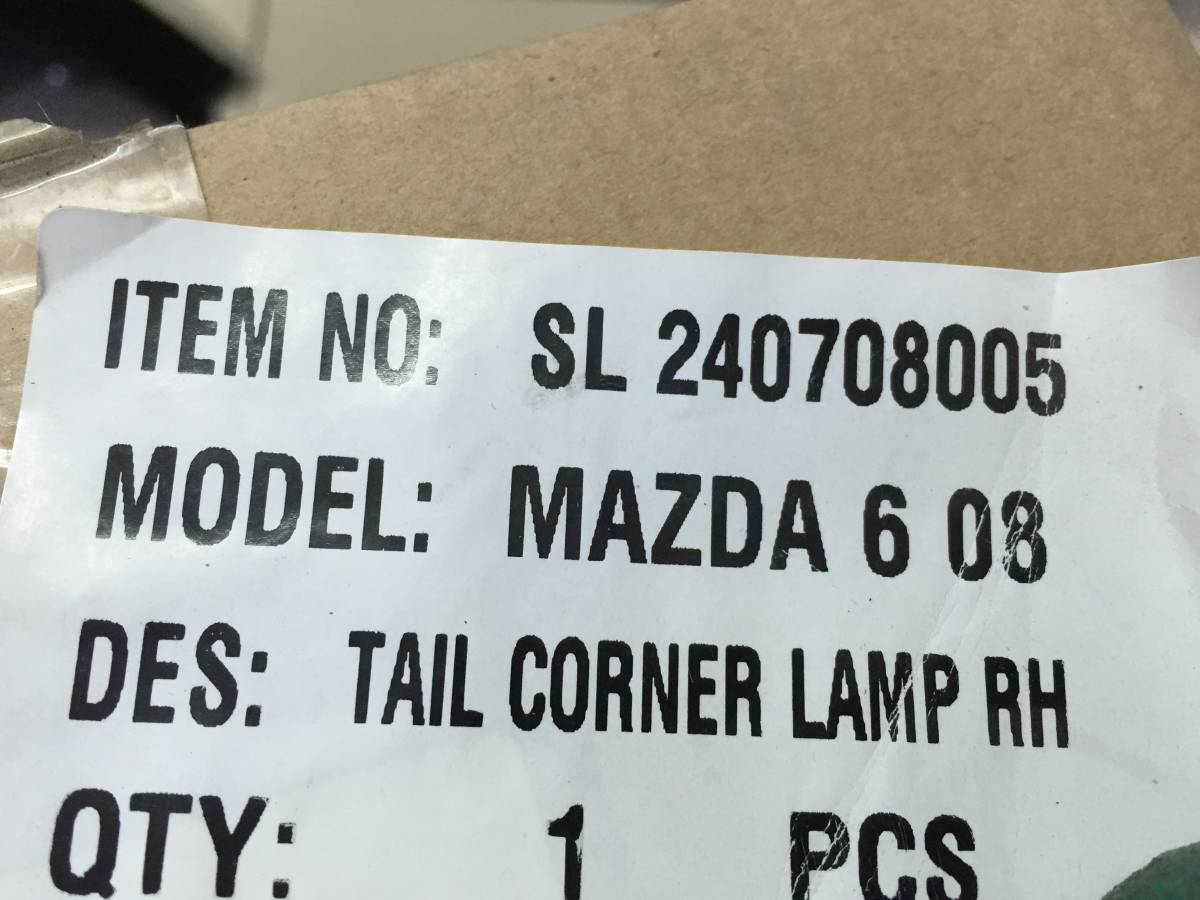 ITEM NO: SL 240708005
MODEL: MAZDA 6 08
DES: TAIL CORNER LAMP RH
QTY: 1 PCS